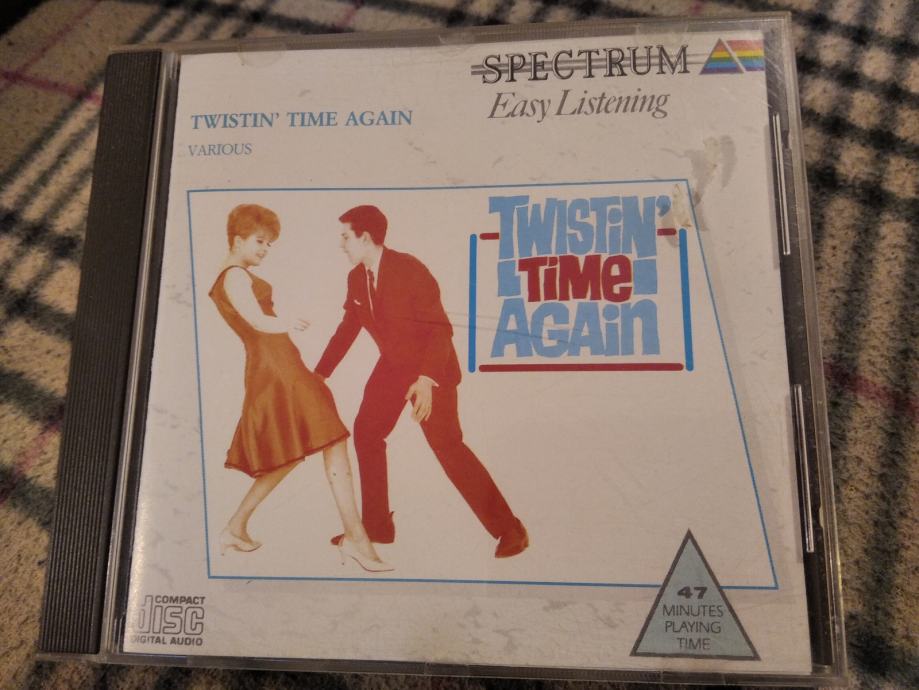 SPECTRUM
Easy Listening
TWISTIN' TIME AGAIN
VARIOUS
TWISTiN'
TiMe
AGAiN
47
MINUTES
PLAYING
TIME
COMPACT
disc
DIGITAL AUDIO